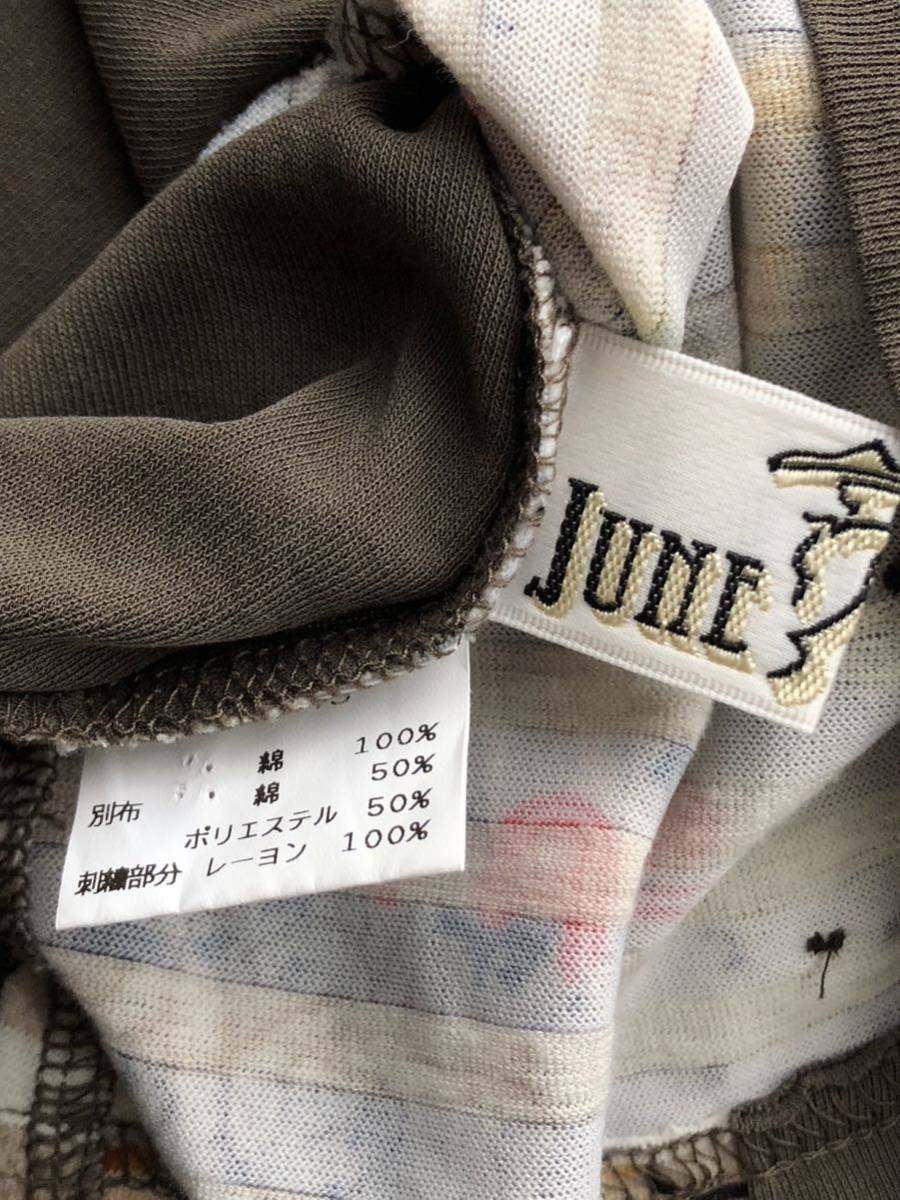 JUNE
綿 100%
別布 綿 50%
ポリエステル 50%
刺繍部分 レーヨン 100%